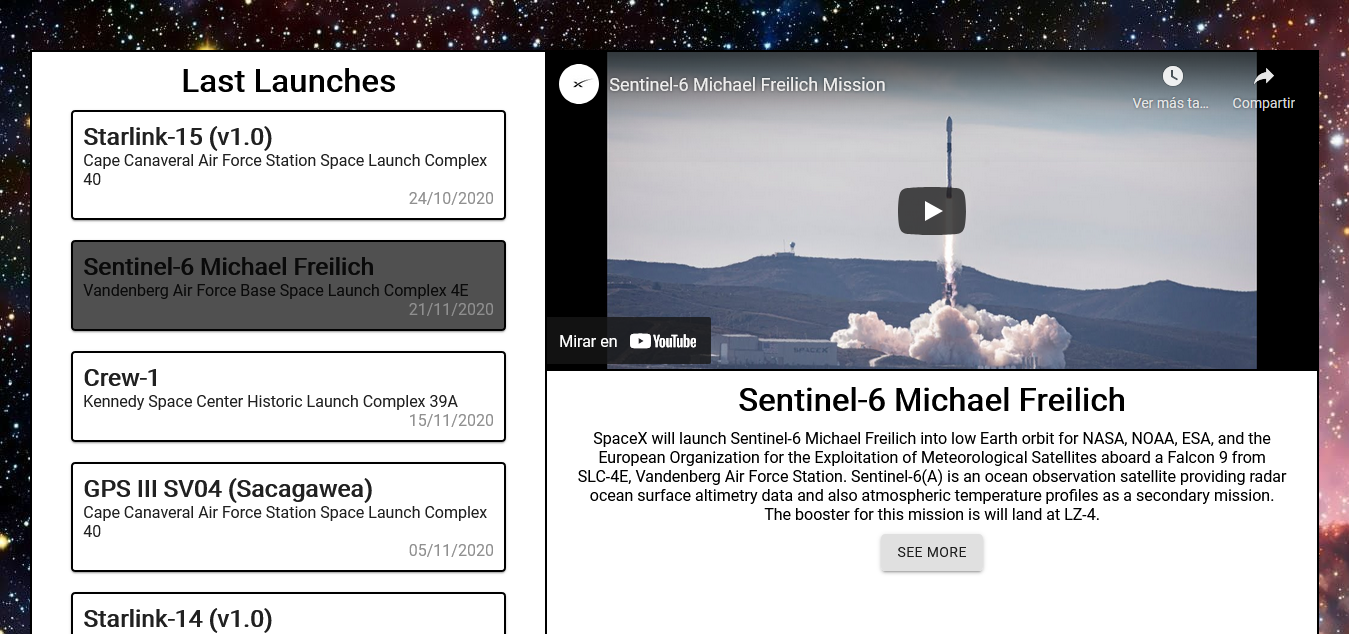 Last Launches
Starlink-15 (v1.0)
Cape Canaveral Air Force Station Space Launch Complex
40
24/10/2020
Sentinel-6 Michael Freilich
Vandenberg Air Force Base Space Launch Complex 4E
21/11/2020
Crew-1
Kennedy Space Center Historic Launch Complex 39A
15/11/2020
GPS III SV04 (Sacagawea)
Cape Canaveral Air Force Station Space Launch Complex
40
05/11/2020
Starlink-14 (v1.0)
Sentinel-6 Michael Freilich Mission
Ver más ta...
Compartir
SPACEX
Mirar en YouTube
Sentinel-6 Michael Freilich
SpaceX will launch Sentinel-6 Michael Freilich into low Earth orbit for NASA, NOAA, ESA, and the
European Organization for the Exploitation of Meteorological Satellites aboard a Falcon 9 from
SLC-4E, Vandenberg Air Force Station. Sentinel-6(A) is an ocean observation satellite providing radar
ocean surface altimetry data and also atmospheric temperature profiles as a secondary mission.
The booster for this mission is will land at LZ-4.
SEE MORE